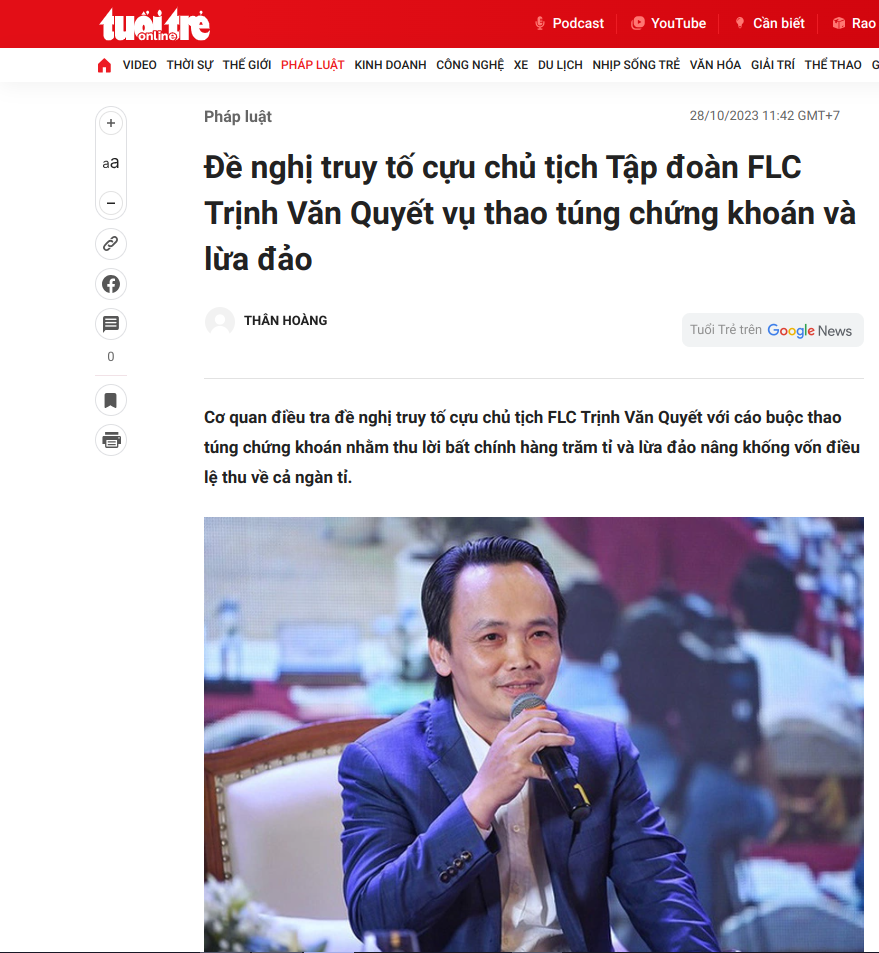 tuổi trẻ
online
Podcast
YouTube
Cần biết
Rao
VIDEO THỜI SỰ THẾ GIỚI PHÁP LUẬT KINH DOANH CÔNG NGHỆ XE DU LỊCH NHỊP SỐNG TRẺ VĂN HÓA GIẢI TRÍ THỂ THAO G
+
aa
−
0
Pháp luật
28/10/2023 11:42 GMT+7
Đề nghị truy tố cựu chủ tịch Tập đoàn FLC
Trịnh Văn Quyết vụ thao túng chứng khoán và
lừa đảo
THÂN HOÀNG
Tuổi Trẻ trên Google News
Cơ quan điều tra đề nghị truy tố cựu chủ tịch FLC Trịnh Văn Quyết với cáo buộc thao
túng chứng khoán nhằm thu lời bất chính hàng trăm tỉ và lừa đảo nâng khống vốn điều
lệ thu về cả ngàn tỉ.